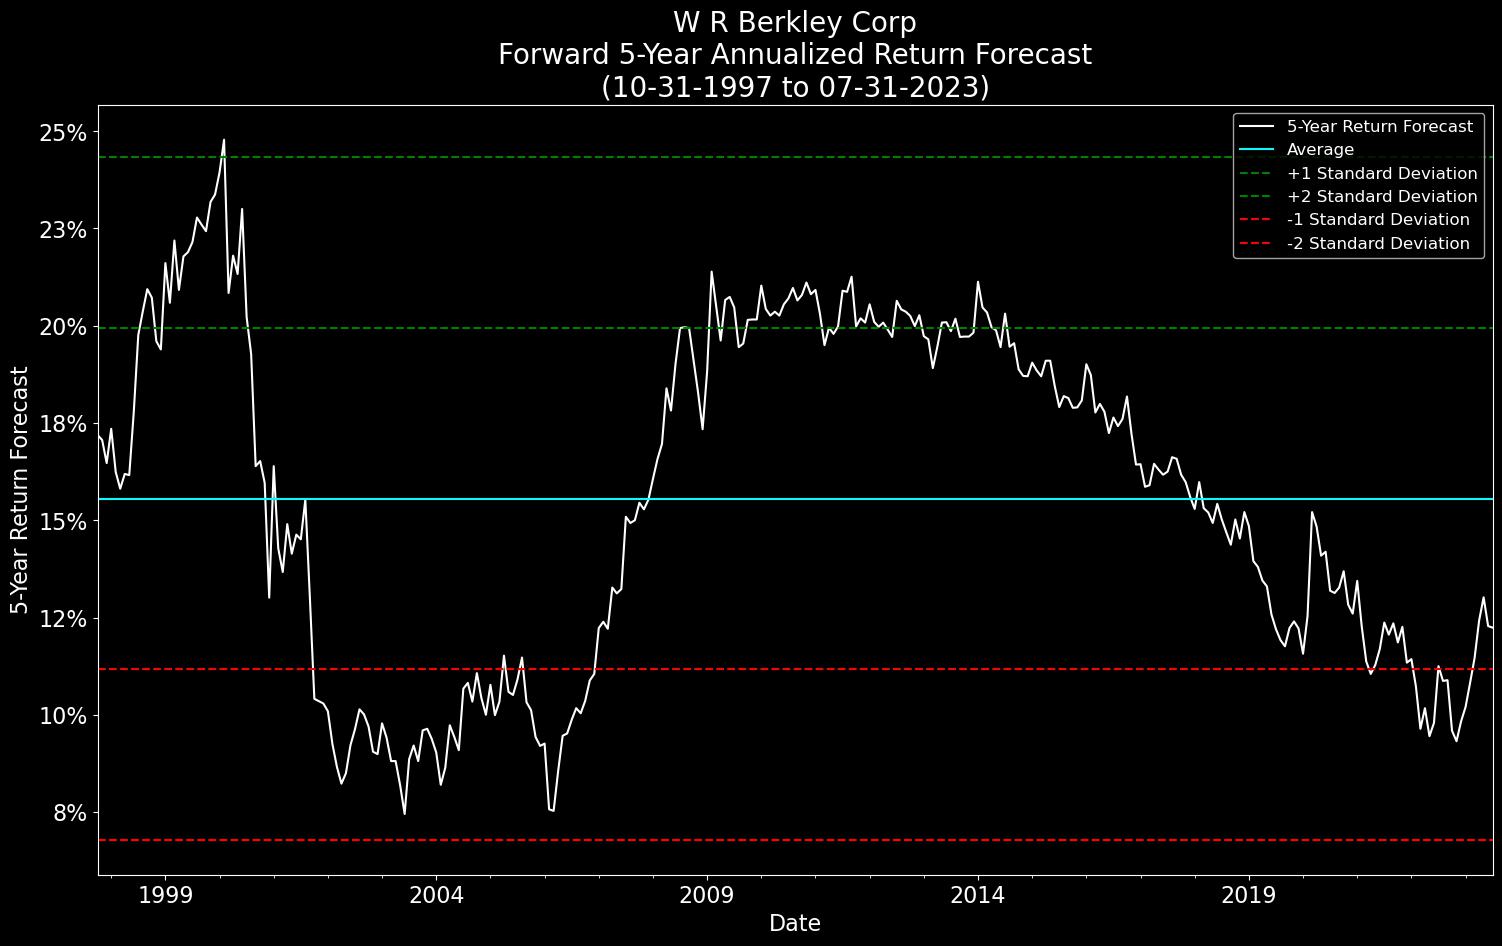 W R Berkley Corp
Forward 5-Year Annualized Return Forecast
(10-31-1997 to 07-31-2023)
25%
23%
20%
18%
15%
12%
10%
8%
5-Year Return Forecast
5-Year Return Forecast
Average
+1 Standard Deviation
+2 Standard Deviation
-1 Standard Deviation
-2 Standard Deviation
1999 2004 2009 2014 2019
Date